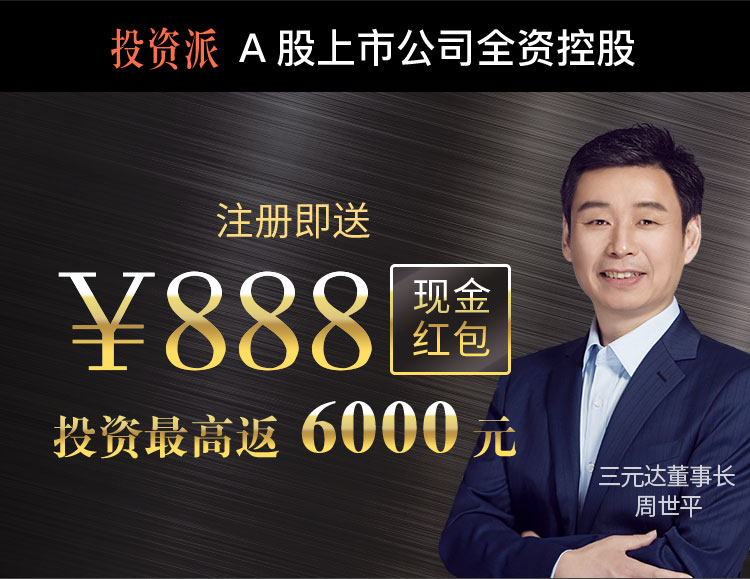 投资派 A 股上市公司全资控股
注册即送
¥888 现金
红包
投资最高返 6000 元
三元达董事长
周世平